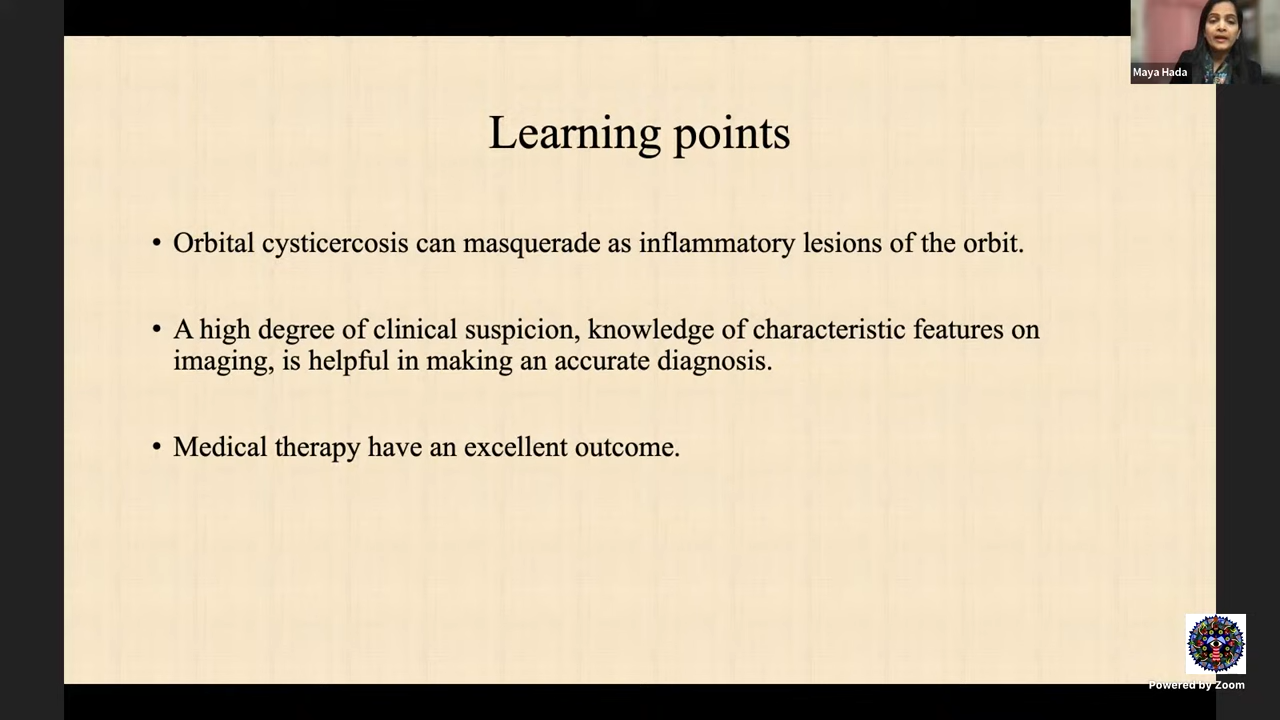 Maya Hada
Learning points
• Orbital cysticercosis can masquerade as inflammatory lesions of the orbit.
• A high degree of clinical suspicion, knowledge of characteristic features on
imaging, is helpful in making an accurate diagnosis.
• Medical therapy have an excellent outcome.
Powered by Zoom